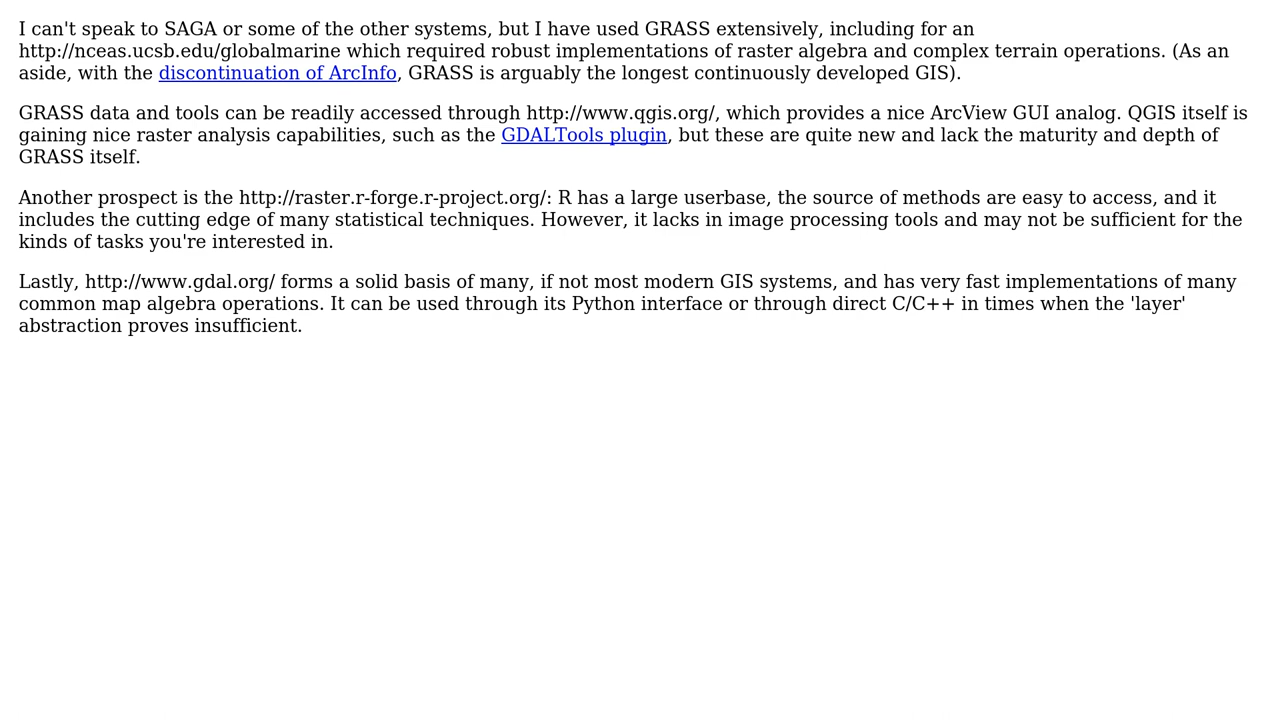 I can't speak to SAGA or some of the other systems, but I have used GRASS extensively, including for an
http://nceas.ucsb.edu/globalmarine which required robust implementations of raster algebra and complex terrain operations. (As an
aside, with the discontinuation of ArcInfo, GRASS is arguably the longest continuously developed GIS).
GRASS data and tools can be readily accessed through http://www.qgis.org/, which provides a nice ArcView GUI analog. QGIS itself is
gaining nice raster analysis capabilities, such as the GDALTools plugin, but these are quite new and lack the maturity and depth of
GRASS itself.
Another prospect is the http://raster.r-forge.r-project.org/: R has a large userbase, the source of methods are easy to access, and it
includes the cutting edge of many statistical techniques. However, it lacks in image processing tools and may not be sufficient for the
kinds of tasks you're interested in.
Lastly, http://www.gdal.org/ forms a solid basis of many, if not most modern GIS systems, and has very fast implementations of many
common map algebra operations. It can be used through its Python interface or through direct C/C++ in times when the 'layer'
abstraction proves insufficient.